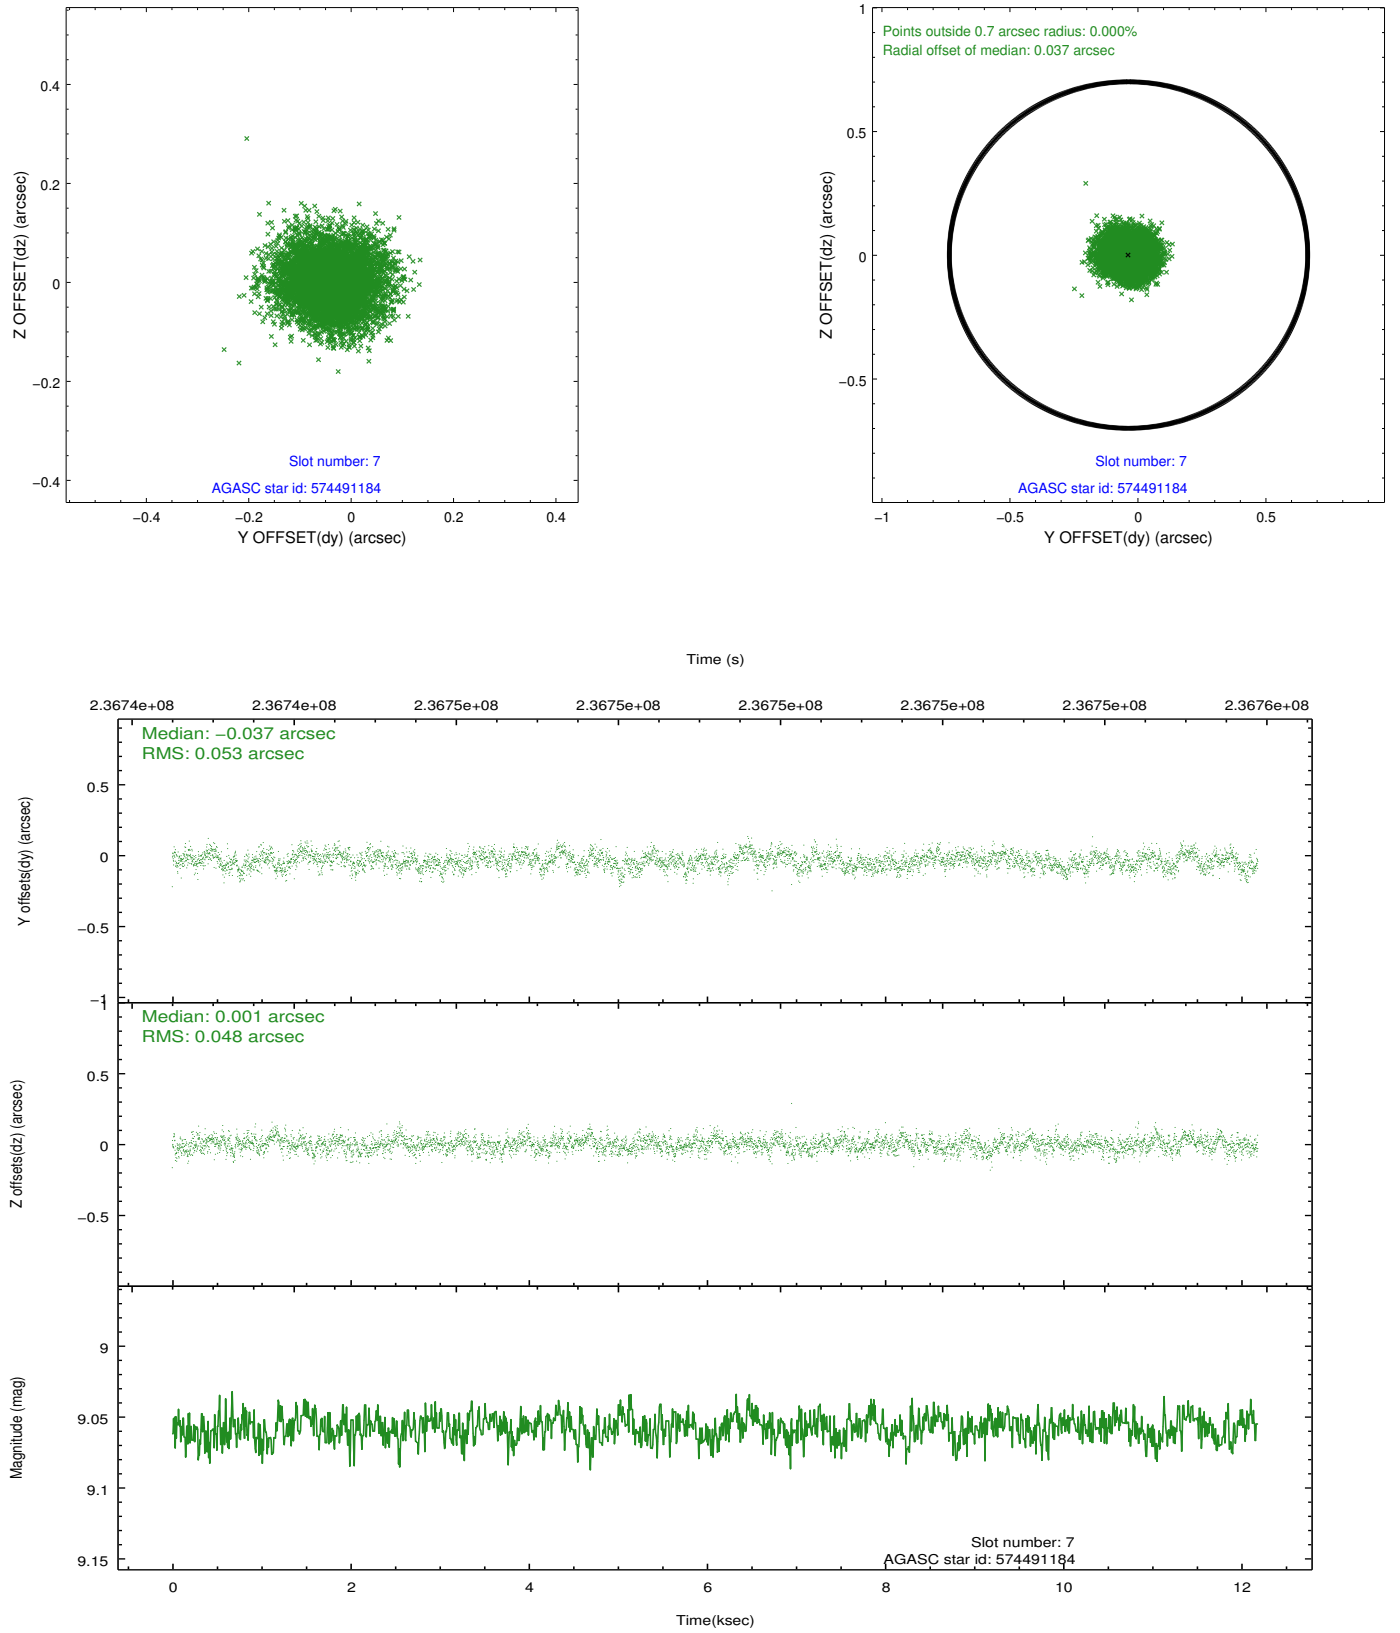 0.4
0.2
0
−0.2
−0.4
Z OFFSET(dz) (arcsec)
Slot number: 7
AGASC star id: 574491184
−0.4 −0.2 0 0.2 0.4
Y OFFSET(dy) (arcsec)
1
0.5
0
−0.5
Z OFFSET(dz) (arcsec)
Points outside 0.7 arcsec radius: 0.000%
Radial offset of median: 0.037 arcsec
Slot number: 7
AGASC star id: 574491184
−1 −0.5 0 0.5
Y OFFSET(dy) (arcsec)
Time (s)
2.3674e+08 2.3674e+08 2.3675e+08 2.3675e+08 2.3675e+08 2.3675e+08 2.3675e+08 2.3676e+08
Median: −0.037 arcsec
RMS: 0.053 arcsec
0.5
0
−0.5
−1
Y offsets(dy) (arcsec)
1
Median: 0.001 arcsec
RMS: 0.048 arcsec
0.5
0
−0.5
Z offsets(dz) (arcsec)
9
9.05
9.1
9.15
Magnitude (mag)
Slot number: 7
AGASC star id: 574491184
0 2 4 6 8 10 12
Time(ksec)